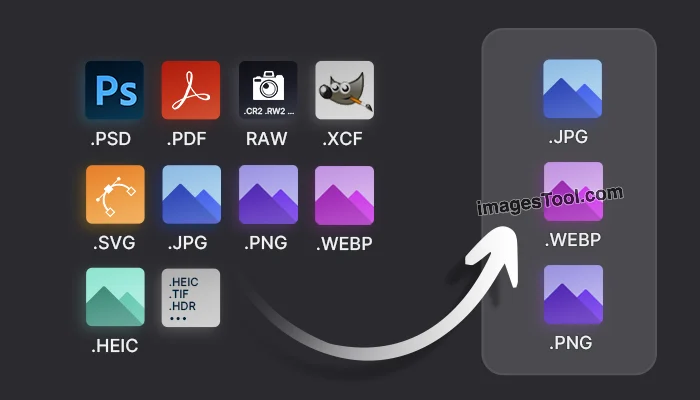 Ps
.CR2 .RW2 ...
.PSD
.PDF
RAW
.XCF
.SVG
.JPG
.PNG
.WEBP
.HEIC
.TIF
.HDR
...
.HEIC
.JPG
imagesTool.com
.WEBP
.PNG